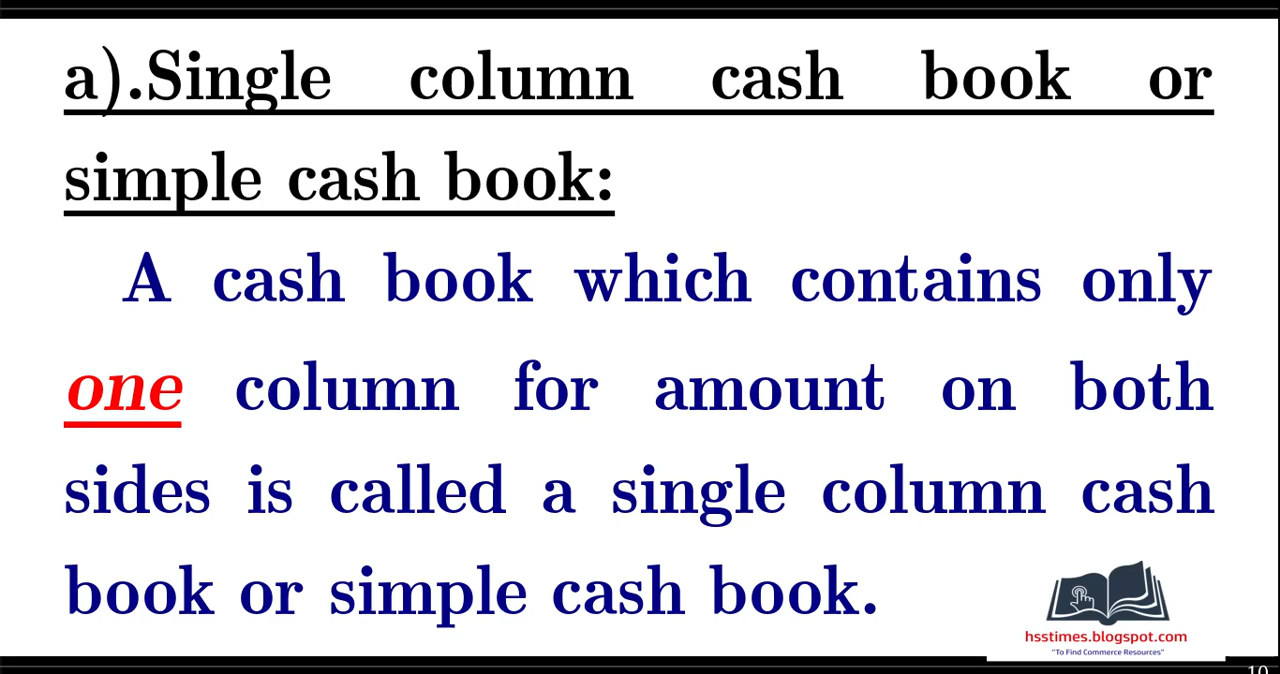 a).Single column cash book or
simple cash book:
A cash book which contains only
one column for amount on both
sides is called a single column cash
book or simple cash book.
hsstimes.blogspot.com
"To Find Commerce Resources"
10